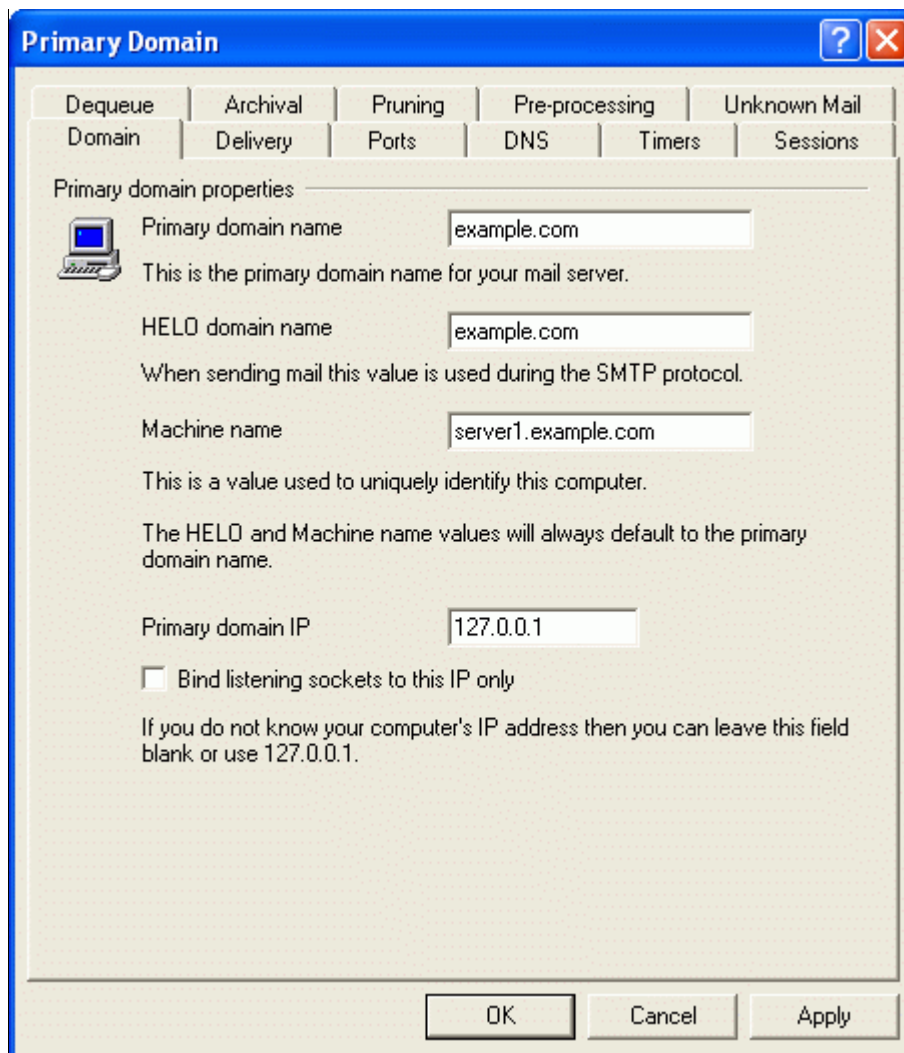 Primary Domain
Dequeue Archival Pruning Pre-processing Unknown Mail
Domain Delivery Ports DNS Timers Sessions
Primary domain properties
Primary domain name example.com
This is the primary domain name for your mail server.
HELO domain name example.com
When sending mail this value is used during the SMTP protocol.
Machine name server1.example.com
This is a value used to uniquely identify this computer.
The HELO and Machine name values will always default to the primary
domain name.
Primary domain IP 127.0.0.1
Bind listening sockets to this IP only
If you do not know your computer's IP address then you can leave this field
blank or use 127.0.0.1.
OK Cancel Apply